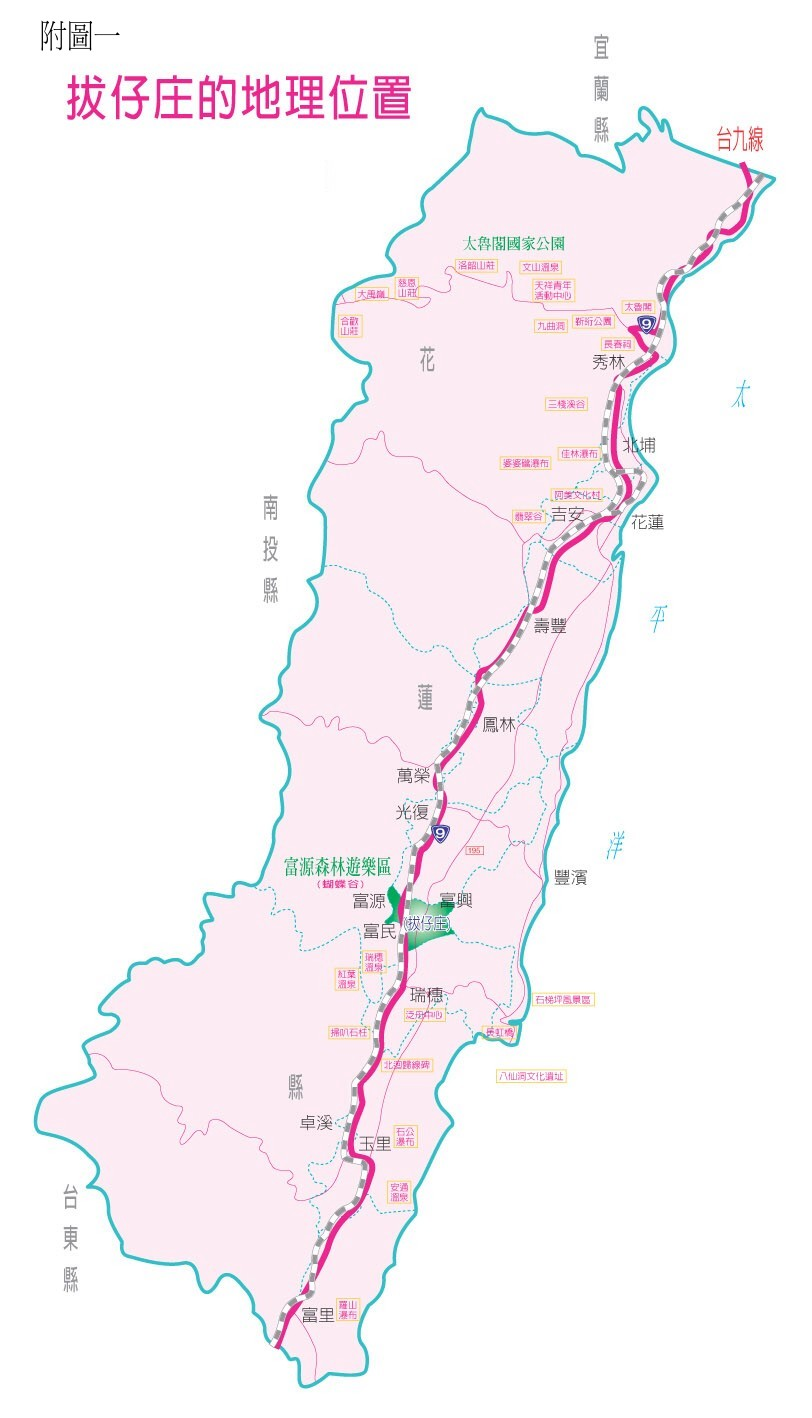 附圖一
拔仔庄的地理位置
宜蘭縣
台九線
太魯閣國家公園
洛韶山莊
文山溫泉
慈恩
山莊
大禹嶺
天祥青年
活動中心
合歡
山莊
太魯閣
九曲洞
靳珩公園
9
長春祠
秀林
花
太
三棧溪谷
北埔
佳林瀑布
婆婆礑瀑布
阿美文化村
翡翠谷
吉安
花蓮
南投縣
平
壽豐
蓮
鳳林
萬榮
光復
9
洋
195
富源森林遊樂區
(蝴蝶谷)
豐濱
富源
富興
(拔仔庄)
富民
瑞穗
溫泉
紅葉
溫泉
瑞穗
石梯坪風景區
泛舟中心
掃叭石柱
長虹橋
北迴歸線碑
八仙洞文化遺址
縣
卓溪
石公
瀑布
玉里
安通
溫泉
台東縣
羅山
瀑布
富里